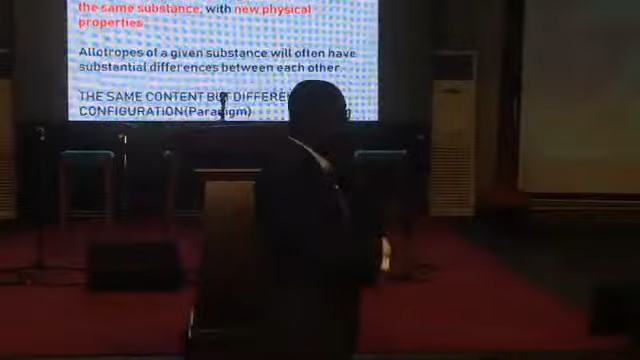 the same substance, with new physical
properties
Allotropes of a given substance will often have
substantial differences between each other
THE SAME CONTENT BUT
CONFIGURATION(Paradigm)